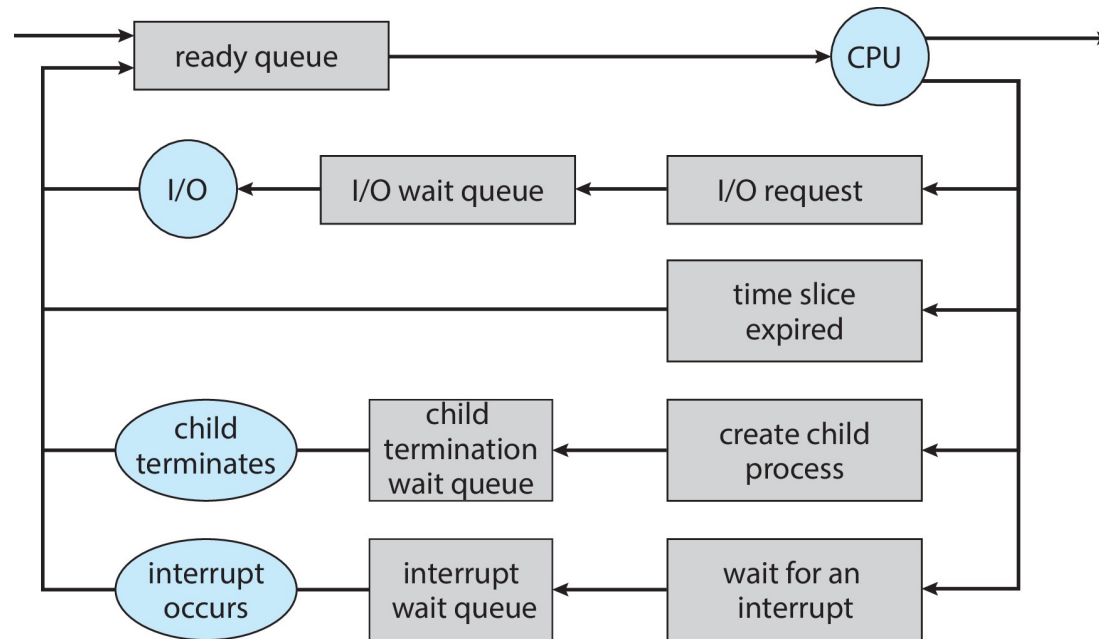 ready queue
CPU
I/O
I/O wait queue
I/O request
time slice
expired
child
terminates
child
termination
wait queue
create child
process
interrupt
occurs
interrupt
wait queue
wait for an
interrupt